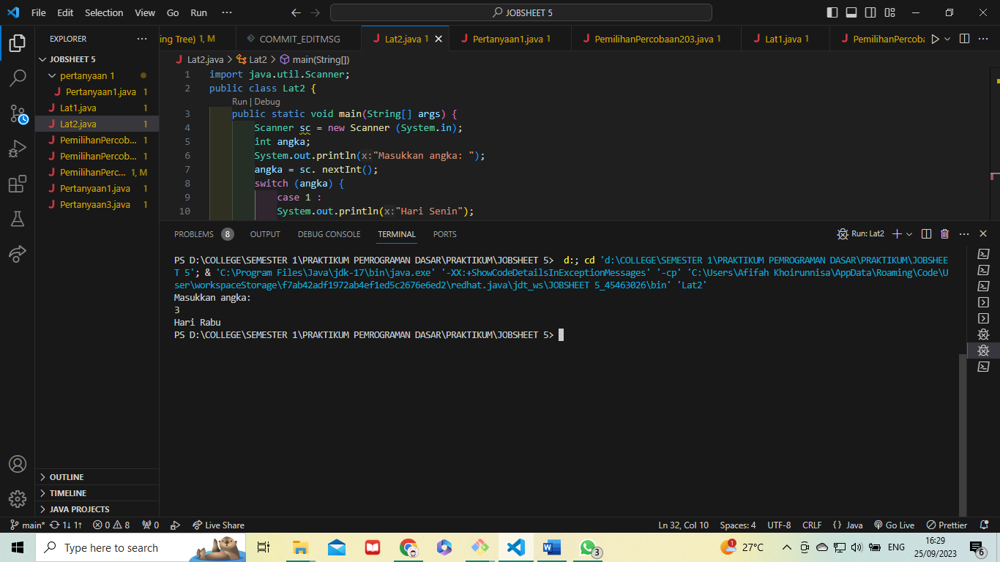 File Edit Selection View Go Run ···
JOBSHEET 5
EXPLORER
JOBSHEET 5
pertanyaan 1
Pertanyaan1.java 1
Lat1.java 1
Lat2.java 1
PemilihanPercob... 1
PemilihanPercob... 1
PemilihanPerc... 1, M
Pertanyaan1.java 1
Pertanyaan3.java 1
OUTLINE
TIMELINE
JAVA PROJECTS
ing Tree) 1, M COMMIT_EDITMSG Lat2.java 1 Pertanyaan1.java 1 PemilihanPercobaan203.java 1 Lat1.java 1 PemilihanPercoba
Lat2.java > Lat2 > main(String[])
1 import java.util.Scanner;
2 public class Lat2 {
Run | Debug
3 public static void main(String[] args) {
4 Scanner sc = new Scanner (System.in);
5 int angka;
6 System.out.println(x:"Masukkan angka: ");
7 angka = sc. nextInt();
8 switch (angka) {
9 case 1 :
10 System.out.println(x:"Hari Senin");
PROBLEMS 8 OUTPUT DEBUG CONSOLE TERMINAL PORTS Run: Lat2
PS D:\COLLEGE\SEMESTER 1\PRAKTIKUM PEMROGRAMAN DASAR\PRAKTIKUM\JOBSHEET 5>  d:; cd 'd:\COLLEGE\SEMESTER 1\PRAKTIKUM PEMROGRAMAN DASAR\PRAKTIKUM\JOBSHEE
T 5'; & 'C:\Program Files\Java\jdk-17\bin\java.exe' '-XX:+ShowCodeDetailsInExceptionMessages' '-cp' 'C:\Users\Afifah Khoirunnisa\AppData\Roaming\Code\U
ser\workspaceStorage\f7ab42adf1972ab4ef1ed5c2676e6ed2\redhat.java\jdt_ws\JOBSHEET 5_45463026\bin' 'Lat2'
Masukkan angka:
3
Hari Rabu
PS D:\COLLEGE\SEMESTER 1\PRAKTIKUM PEMROGRAMAN DASAR\PRAKTIKUM\JOBSHEET 5>
main* 1↓ 1↑ 0 8 0 Live Share Ln 32, Col 10 Spaces: 4 UTF-8 CRLF {} Java Go Live Prettier
Type here to search 3 1 27°C ENG 16:29 6
25/09/2023